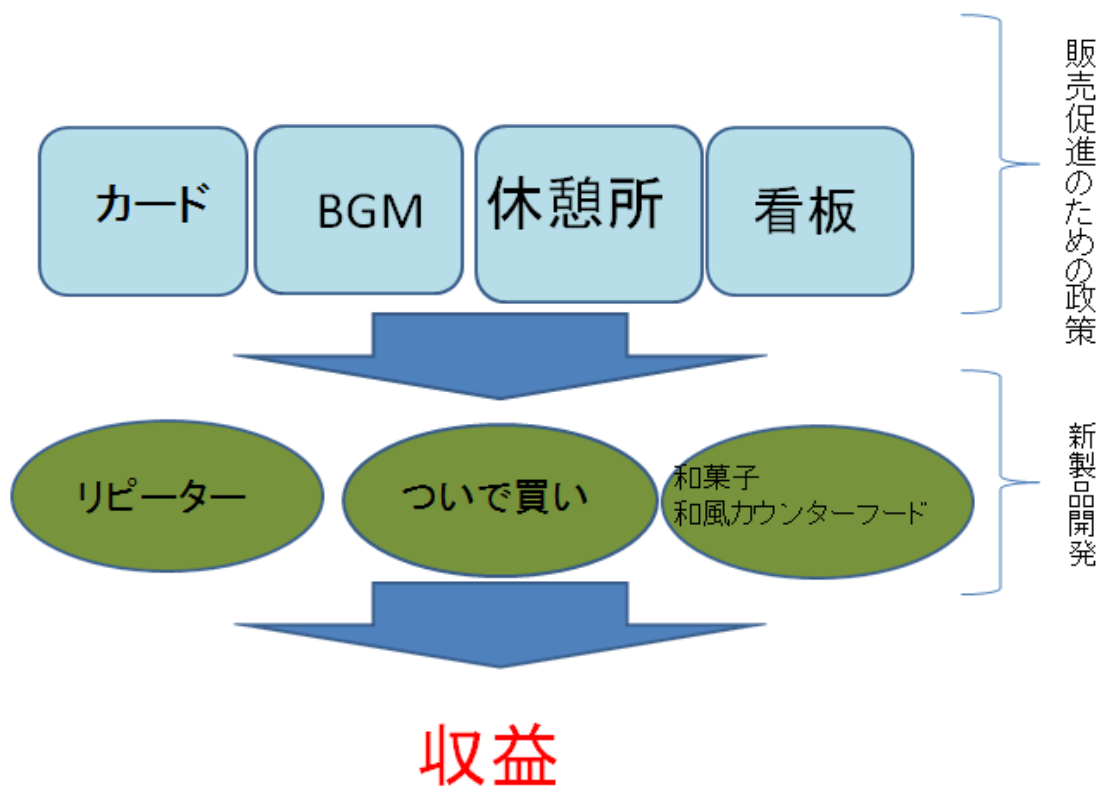 カード
BGM
休憩所
看板
販売促進のための政策
リピーター
ついで買い
和菓子
和風カウンターフード
新製品開発
収益